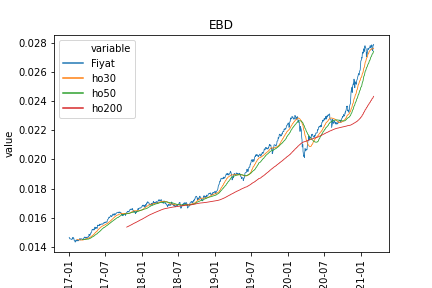 EBD
variable
Fiyat
ho30
ho50
ho200
value
0.028
0.026
0.024
0.022
0.020
0.018
0.016
0.014
17-01
17-07
18-01
18-07
19-01
19-07
20-01
20-07
21-01